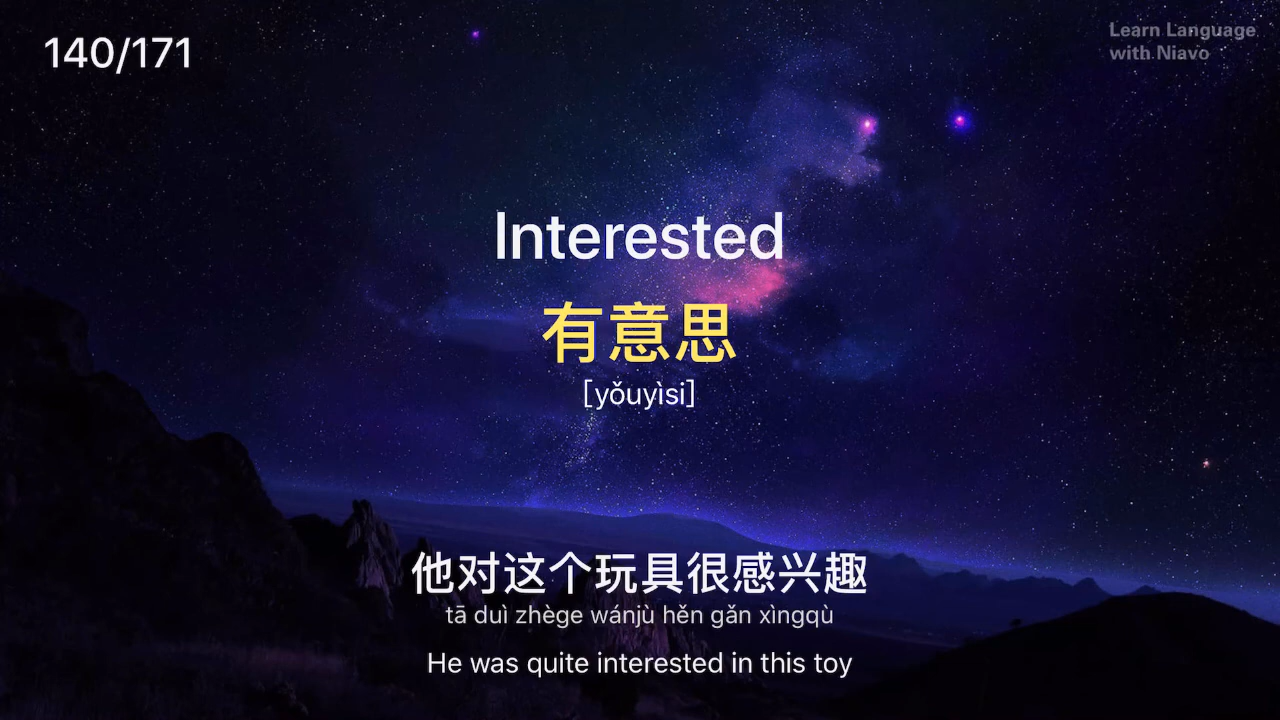 140/171
Learn Language
with Niavo
Interested
有意思
[yǒuyìsi]
他对这个玩具很感兴趣
tā duì zhège wánjù hěn gǎn xìngqù
He was quite interested in this toy